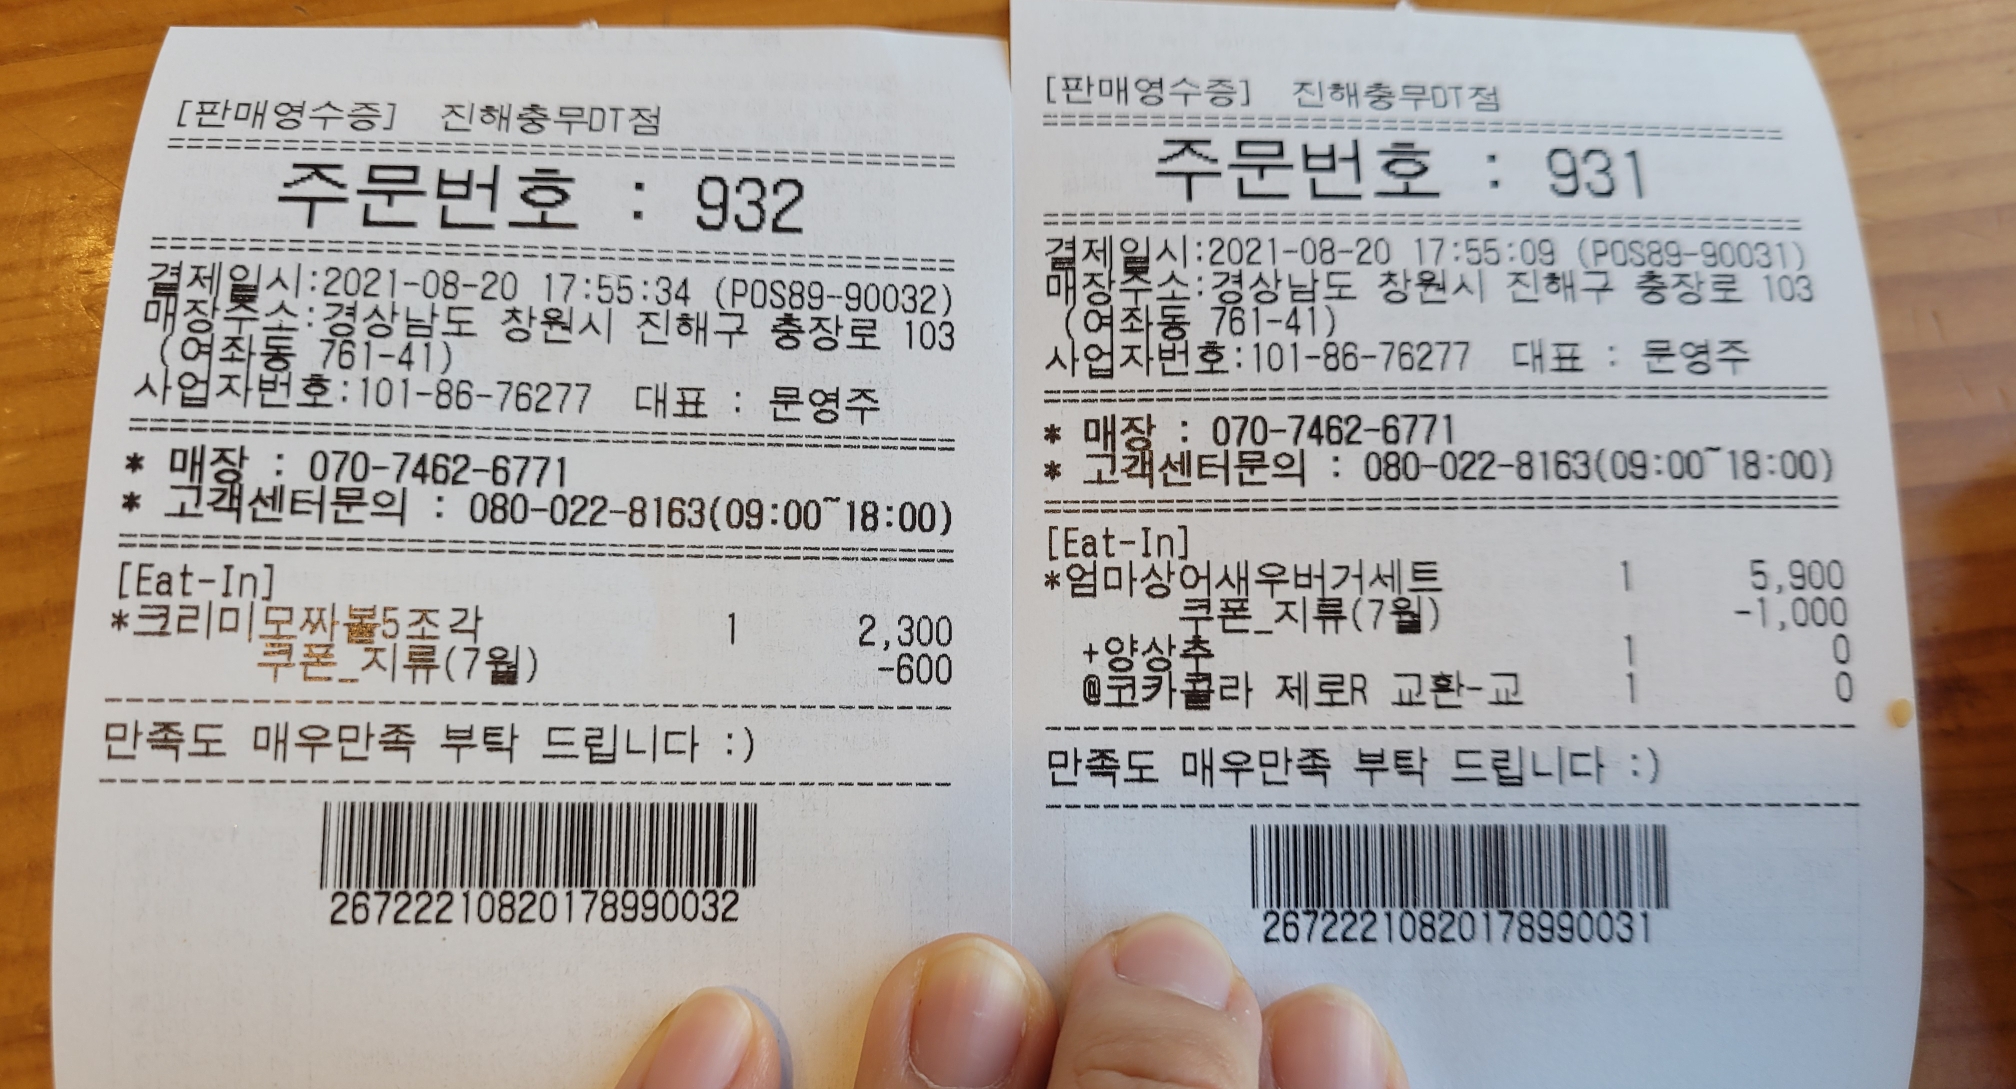 [판매영수증] 진해충무DT점
주문번호 : 932
결제일시:2021-08-20 17:55:34 (POS89-90032)
매장주소:경상남도 창원시 진해구 충장로 103
(여좌동 761-41)
사업자번호:101-86-76277 대표 : 문영주
* 매장 : 070-7462-6771
* 고객센터문의 : 080-022-8163(09:00~18:00)
[Eat-In]
*크리미모짜볼5조각 1 2,300
쿠폰_지류(7월) -600
만족도 매우만족 부탁 드립니다 :)
26722210820178990032
[판매영수증] 진해충무DT점
주문번호 : 931
결제일시:2021-08-20 17:55:09 (POS89-90031)
매장주소:경상남도 창원시 진해구 충장로 103
(여좌동 761-41)
사업자번호:101-86-76277 대표 : 문영주
* 매장 : 070-7462-6771
* 고객센터문의 : 080-022-8163(09:00~18:00)
[Eat-In]
*엄마상어새우버거세트 1 5,900
쿠폰_지류(7월) -1,000
+양상추 1 0
@코카콜라 제로R 교환-교 1 0
만족도 매우만족 부탁 드립니다 :)
26722210820178990031